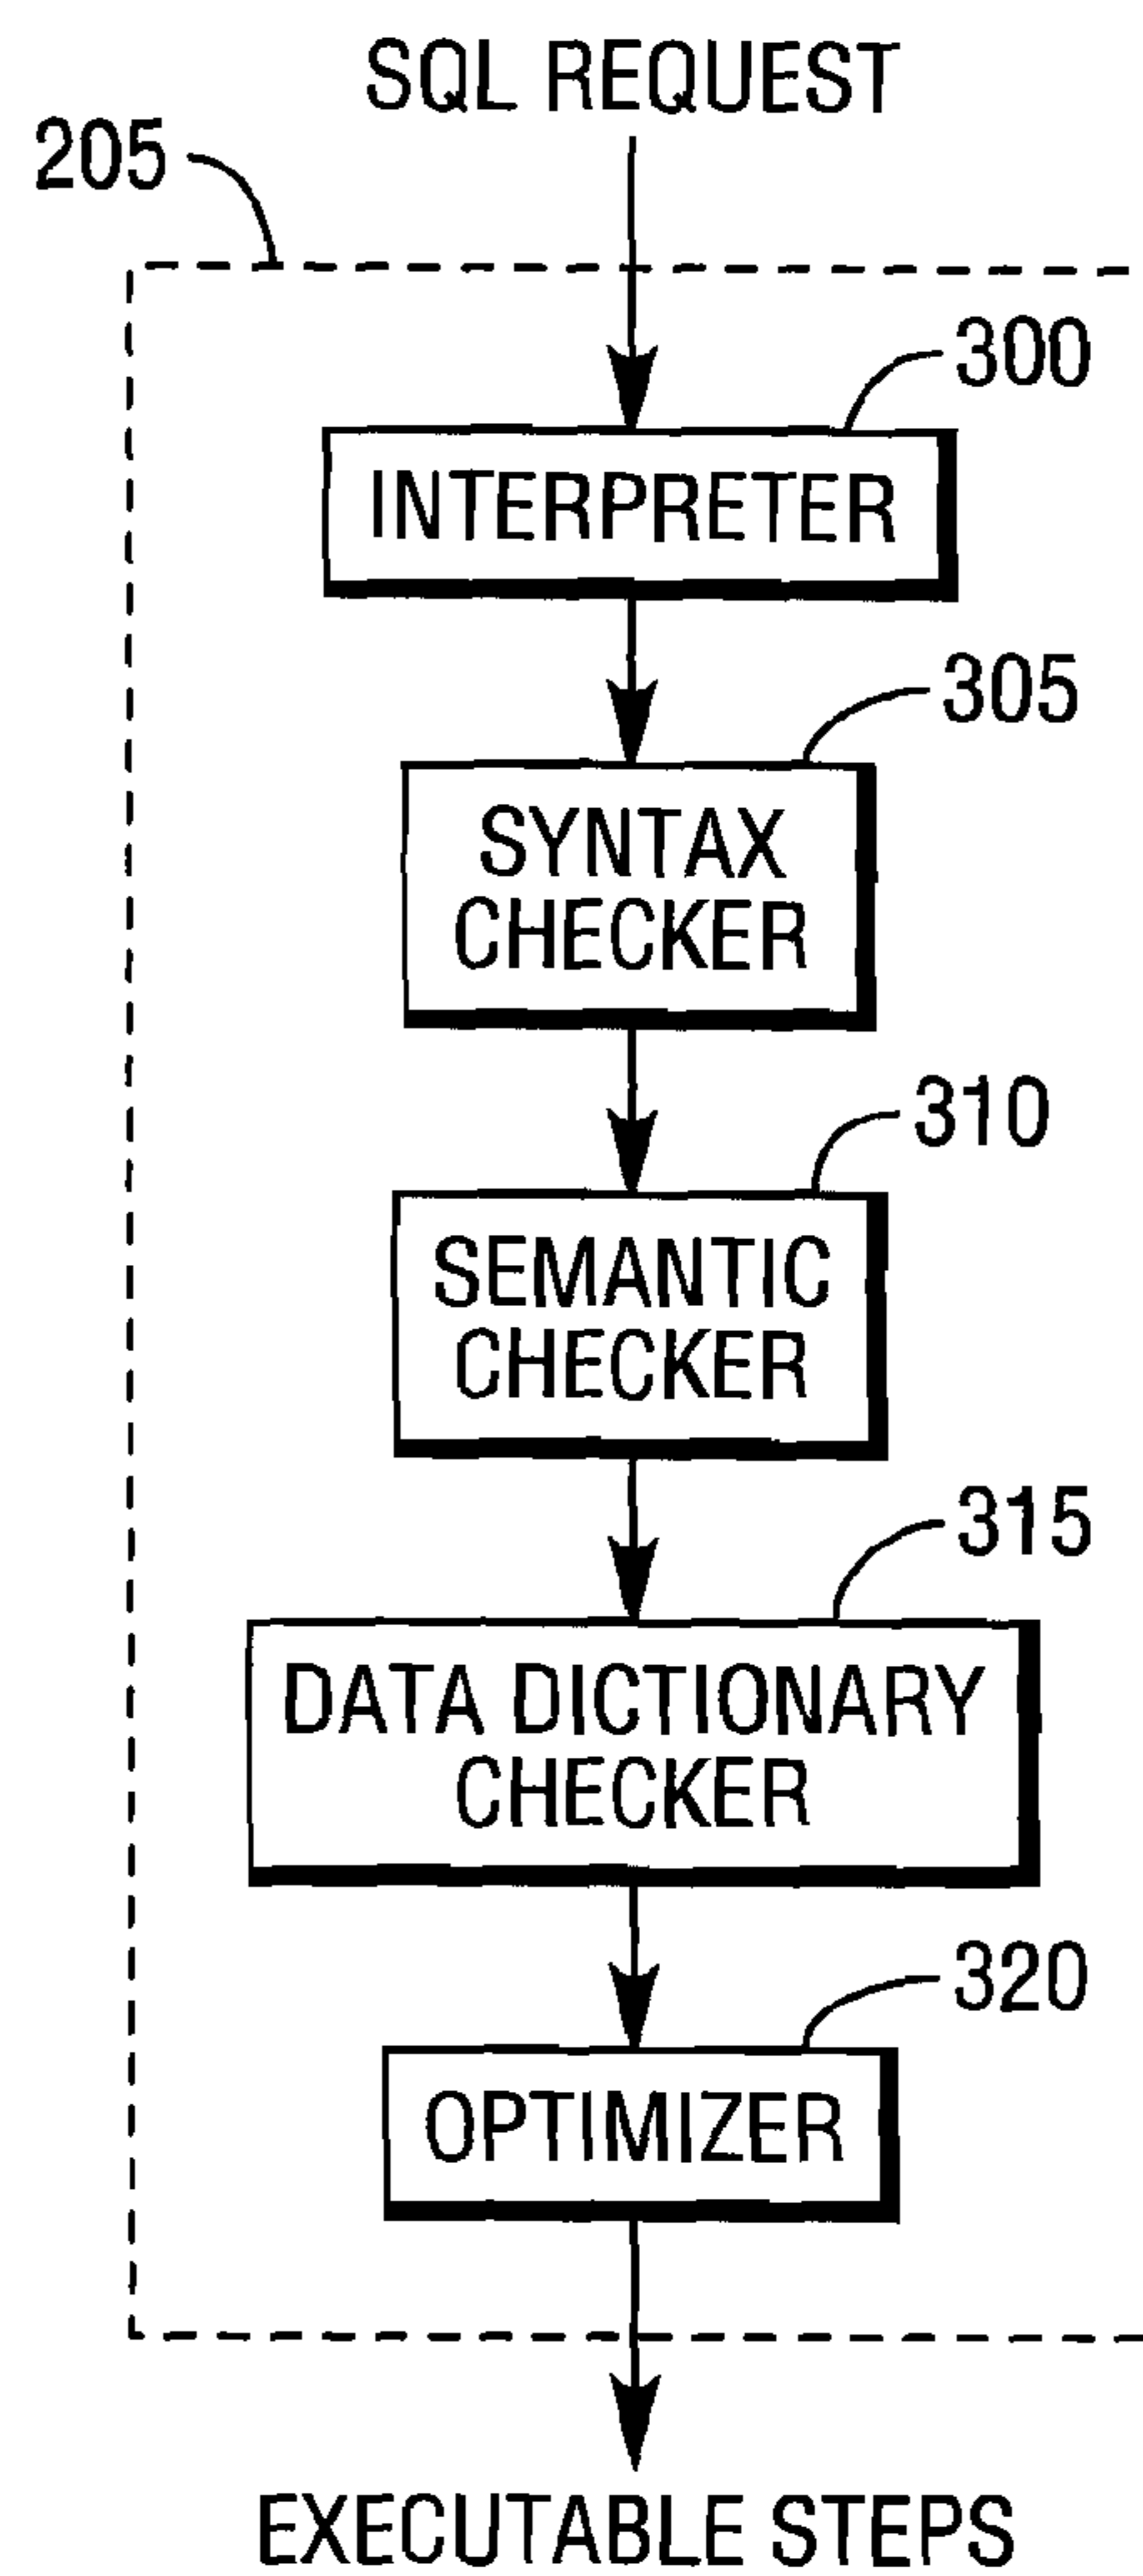 SQL REQUEST
205
300
INTERPRETER
305
SYNTAX
CHECKER
310
SEMANTIC
CHECKER
315
DATA DICTIONARY
CHECKER
320
OPTIMIZER
EXECUTABLE STEPS